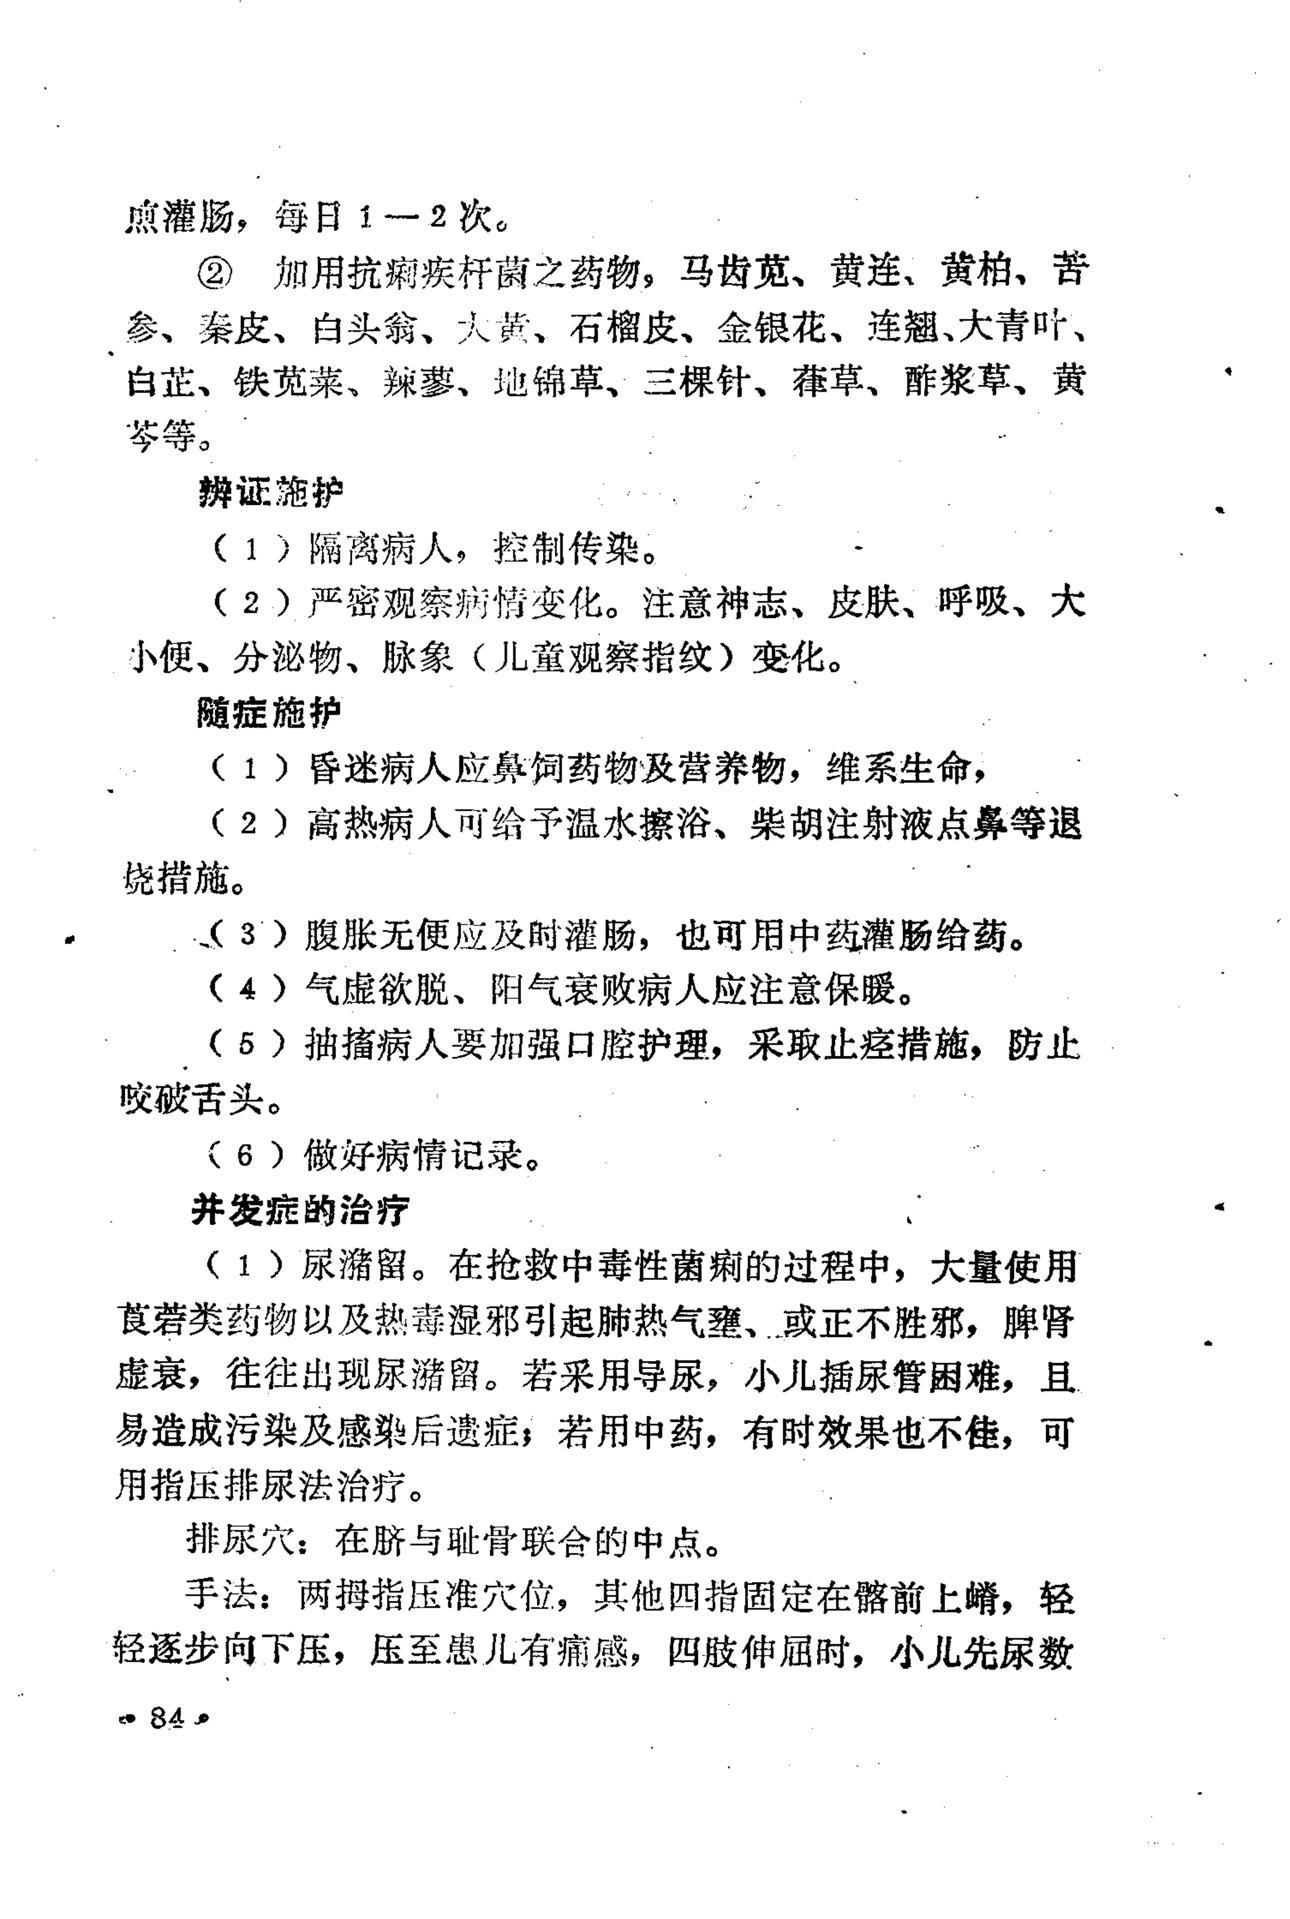 煎灌肠，每日1—2次。
② 加用抗痢疾杆菌之药物，马齿苋、黄连、黄柏、苦
参、秦皮、白头翁、大黄、石榴皮、金银花、连翘、大青叶、
白芷、铁苋菜、辣蓼、地锦草、三棵针、葎草、酢浆草、黄
芩等。
辨证施护
（1）隔离病人，控制传染。
（2）严密观察病情变化。注意神志、皮肤、呼吸、大
小便、分泌物、脉象（儿童观察指纹）变化。
随症施护
（1）昏迷病人应鼻饲药物及营养物，维系生命，
（2）高热病人可给予温水擦浴、柴胡注射液点鼻等退
烧措施。
（3）腹胀无便应及时灌肠，也可用中药灌肠给药。
（4）气虚欲脱、阳气衰败病人应注意保暖。
（5）抽搐病人要加强口腔护理，采取止痉措施，防止
咬破舌头。
（6）做好病情记录。
并发症的治疗
（1）尿潴留。在抢救中毒性菌痢的过程中，大量使用
莨菪类药物以及热毒湿邪引起肺热气壅、或正不胜邪，脾肾
虚衰，往往出现尿潴留。若采用导尿，小儿插尿管困难，且
易造成污染及感染后遗症；若用中药，有时效果也不佳，可
用指压排尿法治疗。
排尿穴：在脐与耻骨联合的中点。
手法：两拇指压准穴位，其他四指固定在髂前上嵴，轻
轻逐步向下压，压至患儿有痛感，四肢伸屈时，小儿先尿数
• 84 •